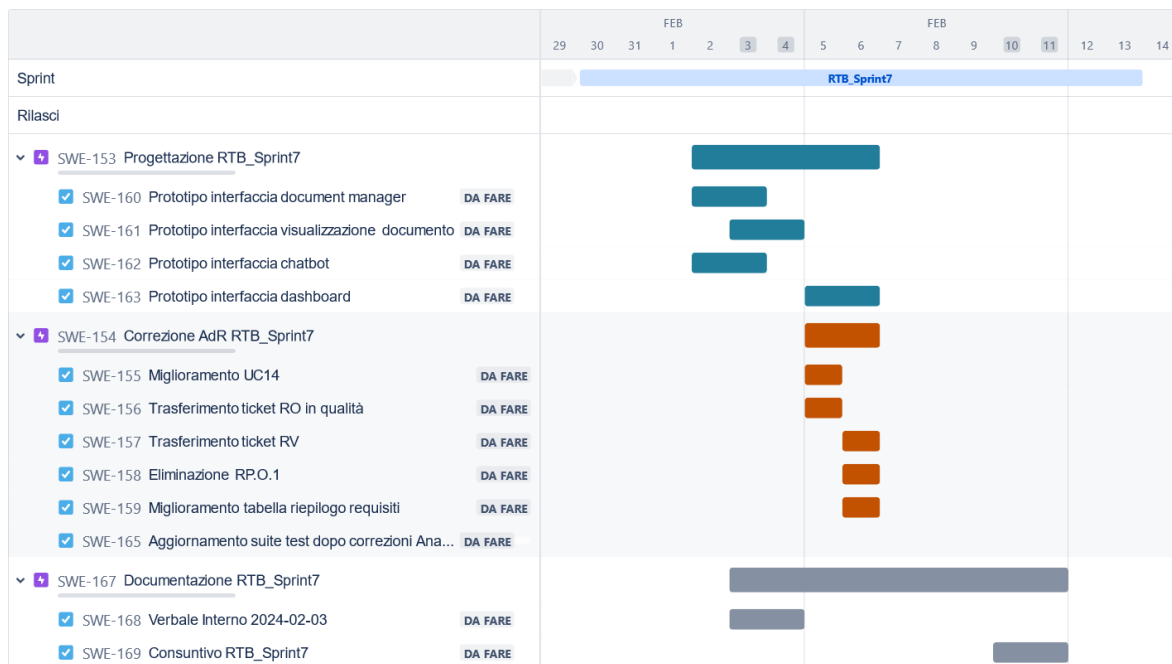 FEB FEB
29 30 31 1 2 3 4 5 6 7 8 9 10 11 12 13 14
Sprint RTB_Sprint7
Rilasci
SWE-153 Progettazione RTB_Sprint7
SWE-160 Prototipo interfaccia document manager DA FARE
SWE-161 Prototipo interfaccia visualizzazione documento DA FARE
SWE-162 Prototipo interfaccia chatbot DA FARE
SWE-163 Prototipo interfaccia dashboard DA FARE
SWE-154 Correzione AdR RTB_Sprint7
SWE-155 Miglioramento UC14 DA FARE
SWE-156 Trasferimento ticket RO in qualità DA FARE
SWE-157 Trasferimento ticket RV DA FARE
SWE-158 Eliminazione RP.O.1 DA FARE
SWE-159 Miglioramento tabella riepilogo requisiti DA FARE
SWE-165 Aggiornamento suite test dopo correzioni Ana... DA FARE
SWE-167 Documentazione RTB_Sprint7
SWE-168 Verbale Interno 2024-02-03 DA FARE
SWE-169 Consuntivo RTB_Sprint7 DA FARE